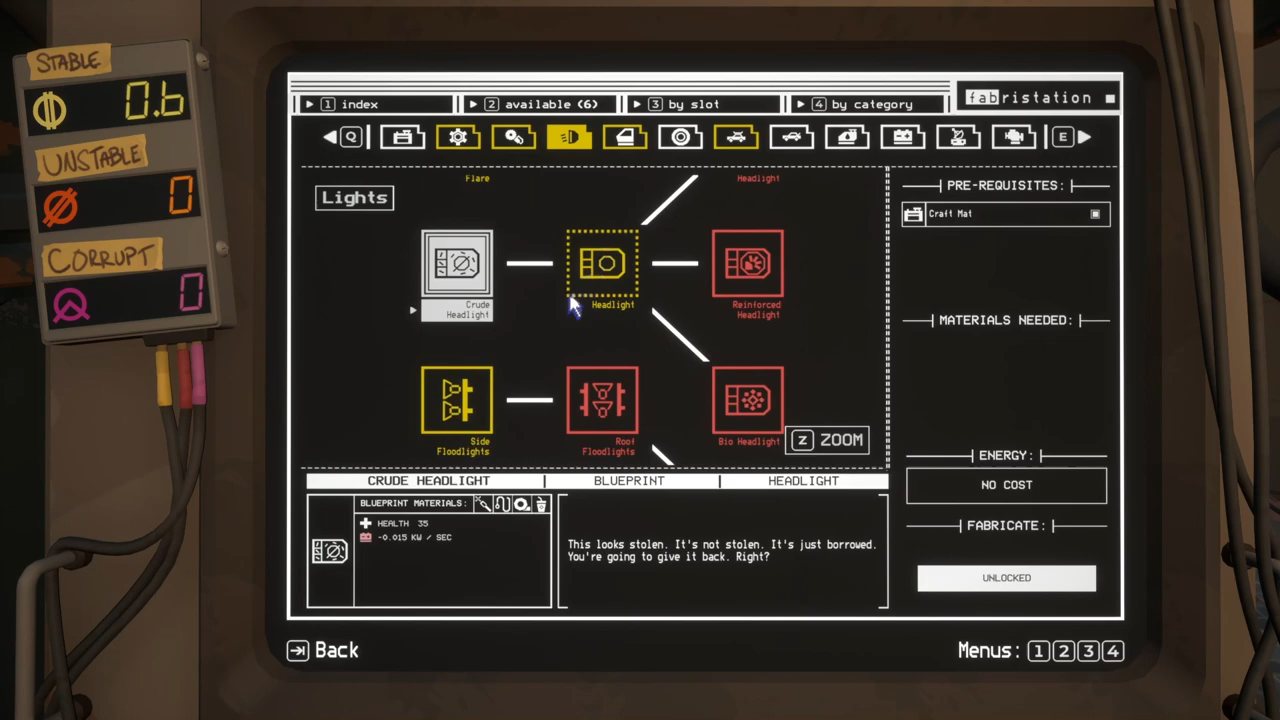 STABLE
0.6
UNSTABLE
0
CORRUPT
0
fabristation
1 index
2 available (6)
3 by slot
4 by category
Q
E
Lights
Flare
Headlight
Crude
Headlight
Headlight
Reinforced
Headlight
Side
Floodlights
Roof
Floodlights
Bio Headlight
Z ZOOM
PRE-REQUISITES:
Craft Mat
MATERIALS NEEDED:
ENERGY:
NO COST
FABRICATE:
UNLOCKED
CRUDE HEADLIGHT
BLUEPRINT
HEADLIGHT
BLUEPRINT MATERIALS:
HEALTH 35
-0.015 KW / SEC
This looks stolen. It's not stolen. It's just borrowed.
You're going to give it back. Right?
Back
Menus: 1 2 3 4